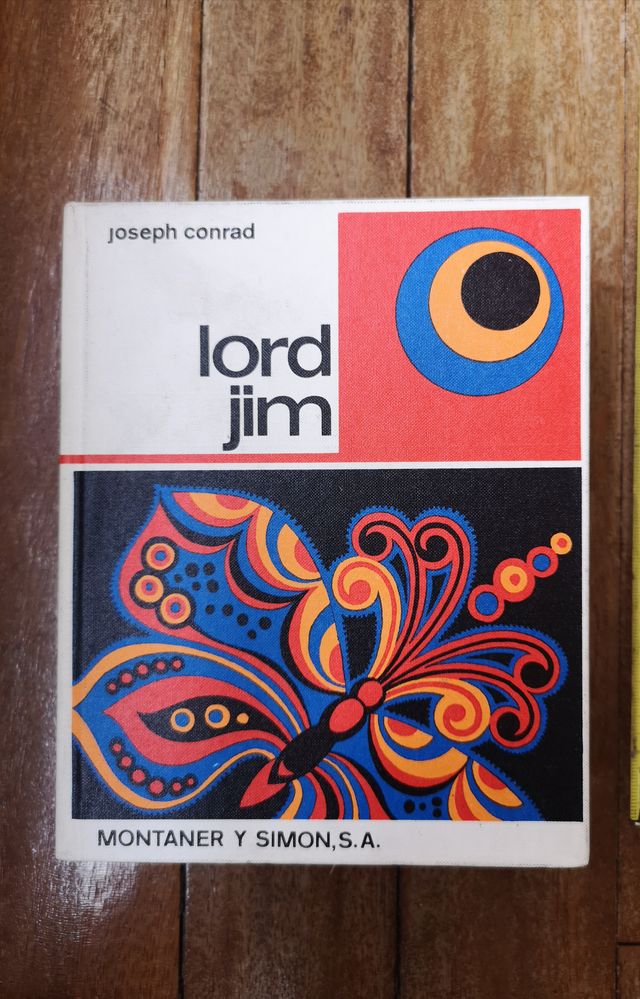 joseph conrad
lord
jim
MONTANER Y SIMON, S. A.